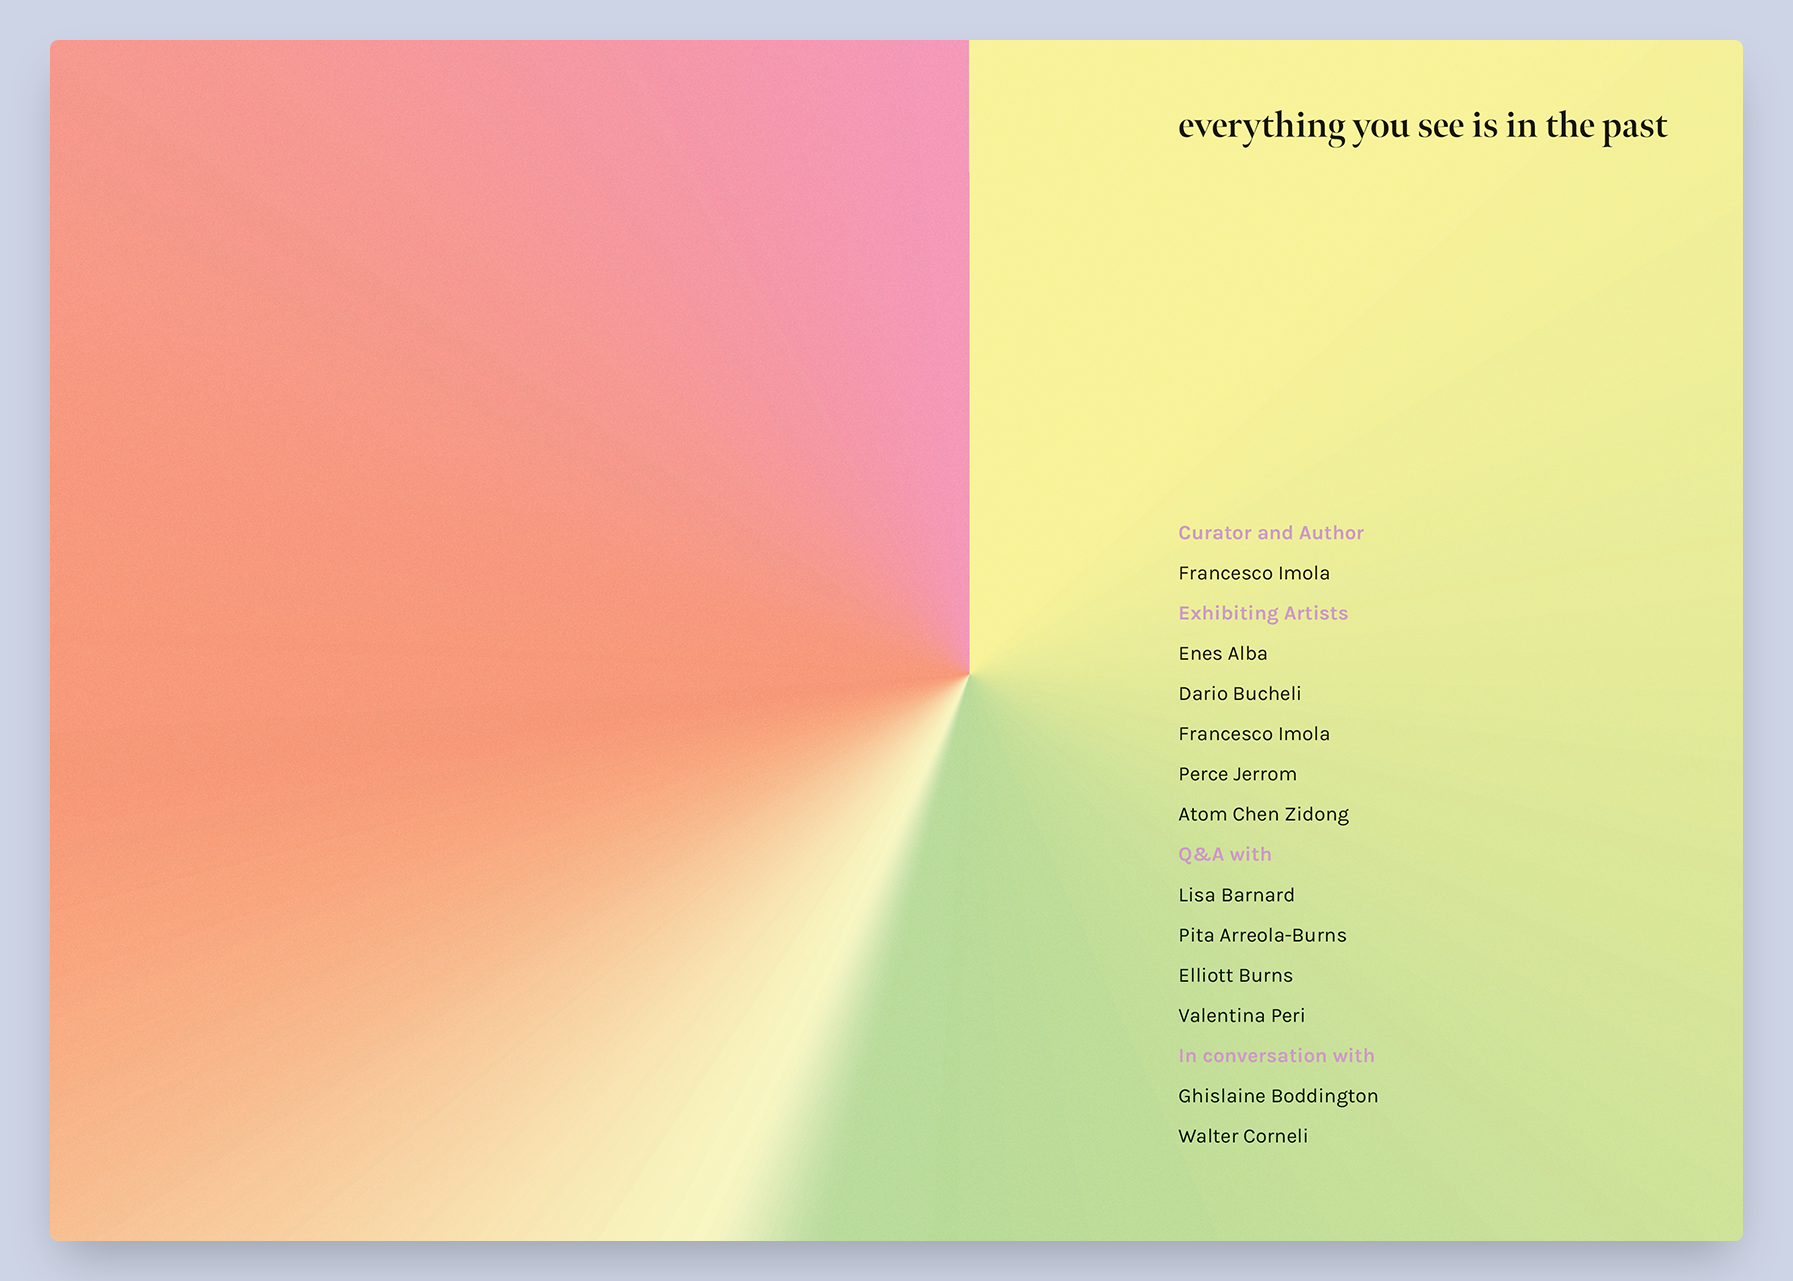 everything you see is in the past
Curator and Author
Francesco Imola
Exhibiting Artists
Enes Alba
Dario Bucheli
Francesco Imola
Perce Jerrom
Atom Chen Zidong
Q&A with
Lisa Barnard
Pita Arreola-Burns
Elliott Burns
Valentina Peri
In conversation with
Ghislaine Boddington
Walter Corneli